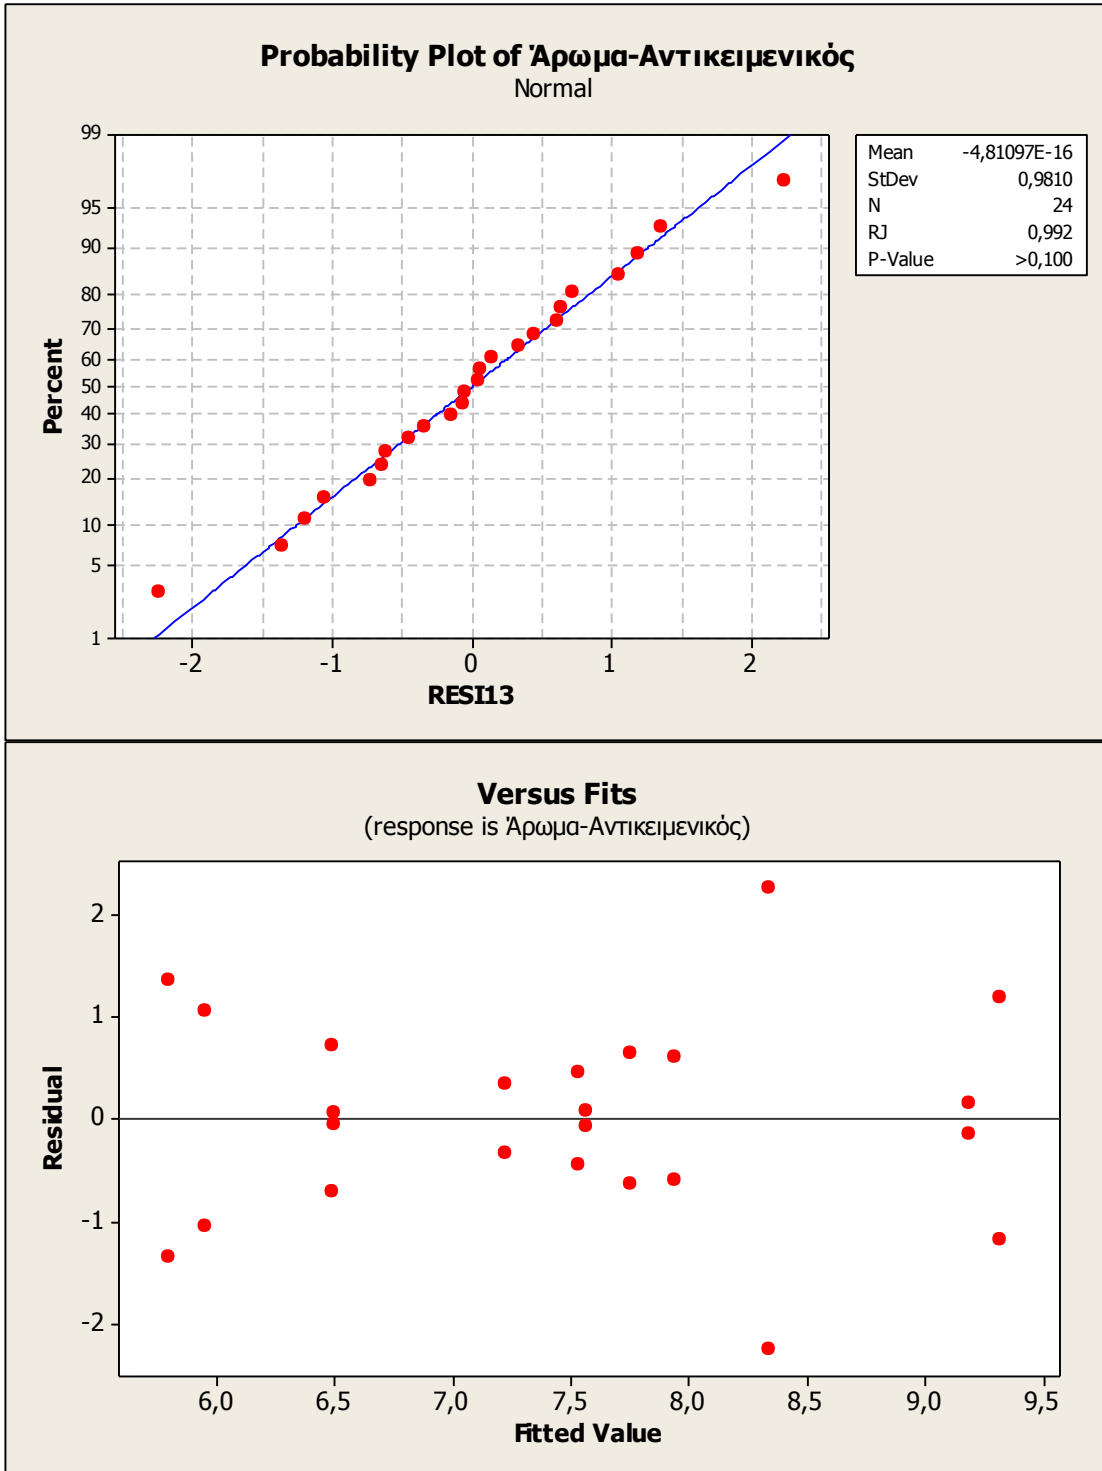 Probability Plot of Άρωμα-Αντικειμενικός
Normal
Mean -4,81097E-16
StDev 0,9810
N 24
RJ 0,992
P-Value >0,100
Percent
99
95
90
80
70
60
50
40
30
20
10
5
1
-2 -1 0 1 2
RESI13
Versus Fits
(response is Άρωμα-Αντικειμενικός)
Residual
2
1
0
-1
-2
6,0 6,5 7,0 7,5 8,0 8,5 9,0 9,5
Fitted Value